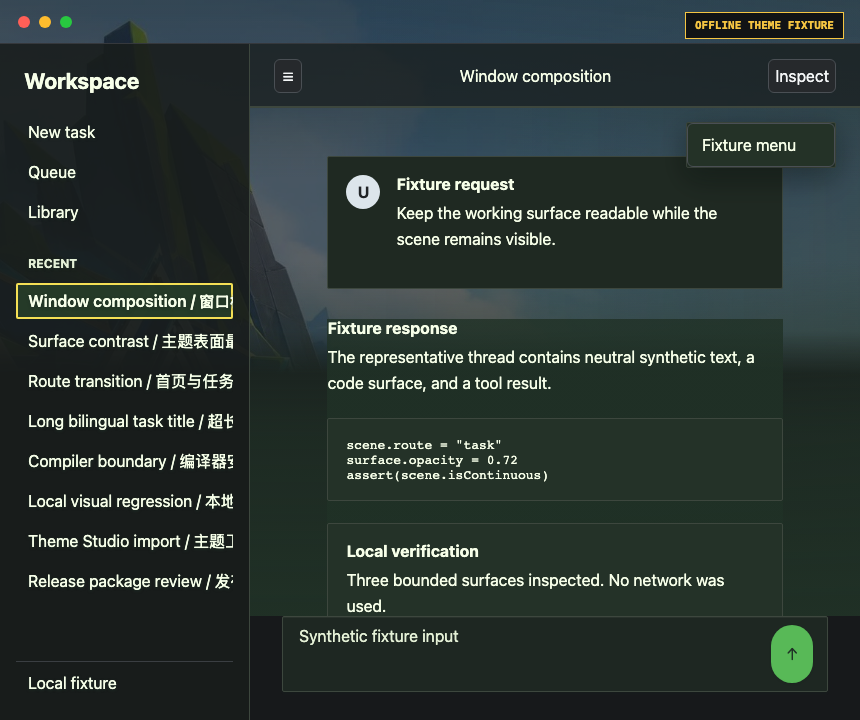 OFFLINE THEME FIXTURE
Workspace
New task
Queue
Library
RECENT
Window composition / 窗口
Surface contrast / 主题表面最
Route transition / 首页与任务
Long bilingual task title / 超长
Compiler boundary / 编译器安
Local visual regression / 本地
Theme Studio import / 主题工
Release package review / 发布
Local fixture
Window composition
Inspect
Fixture menu
U
Fixture request
Keep the working surface readable while the
scene remains visible.
Fixture response
The representative thread contains neutral synthetic text, a
code surface, and a tool result.
scene.route = "task"
surface.opacity = 0.72
assert(scene.isContinuous)
Local verification
Three bounded surfaces inspected. No network was
used.
Synthetic fixture input